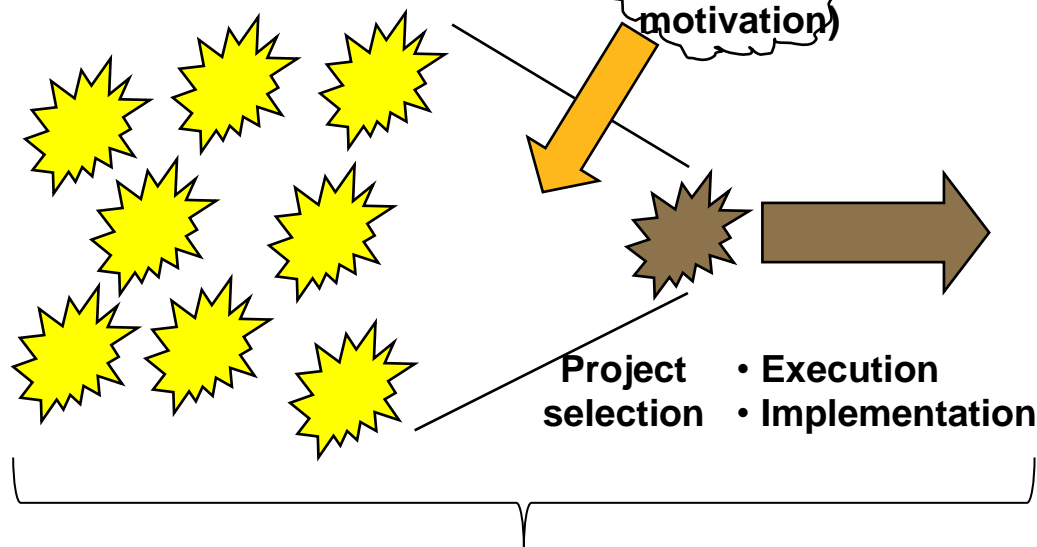 motivation)
Project
selection
• Execution
• Implementation